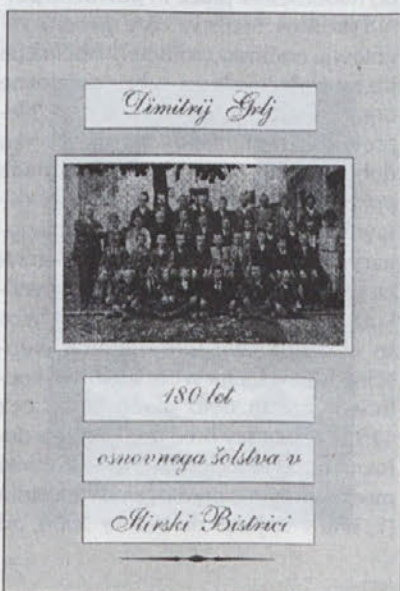 Dimitrij Grlj
180 let
osnovnega šolstva v
Ilirski Bistrici